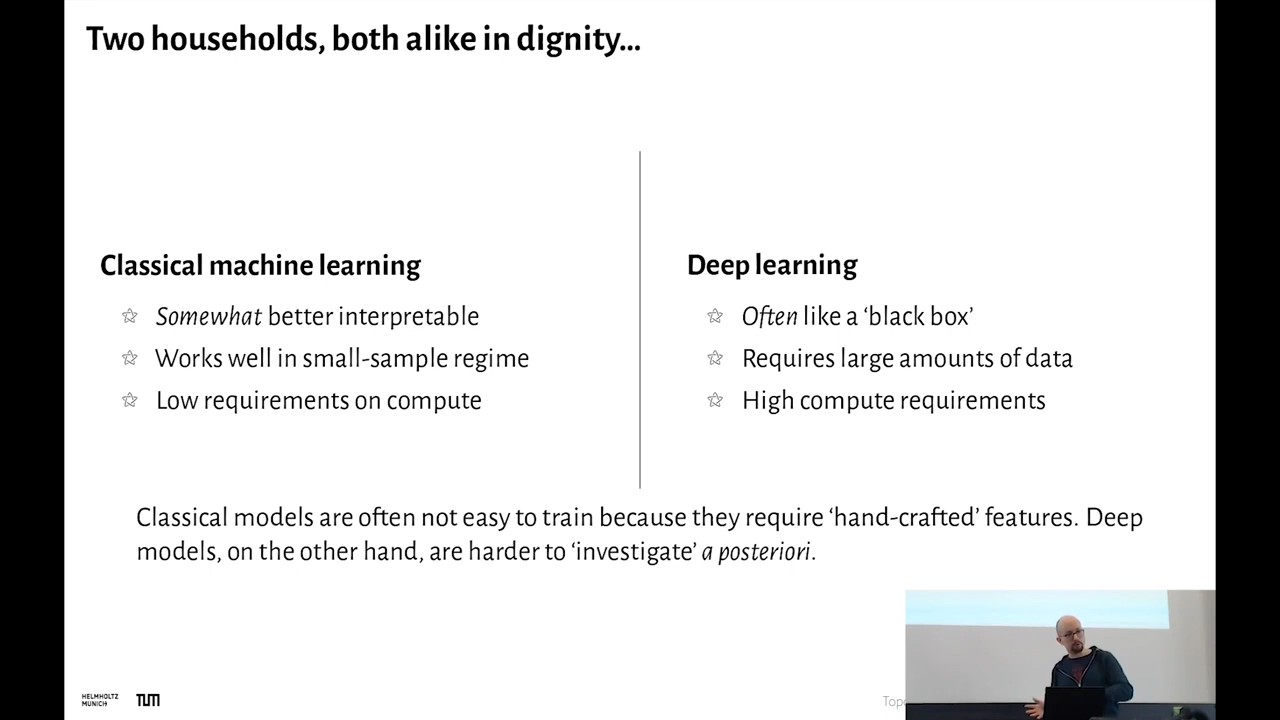 Two households, both alike in dignity…
Classical machine learning
Somewhat better interpretable
Works well in small-sample regime
Low requirements on compute
Deep learning
Often like a ‘black box’
Requires large amounts of data
High compute requirements
Classical models are often not easy to train because they require ‘hand-crafted’ features. Deep
models, on the other hand, are harder to ‘investigate’ a posteriori.
HELMHOLTZ
MUNICH
TUM